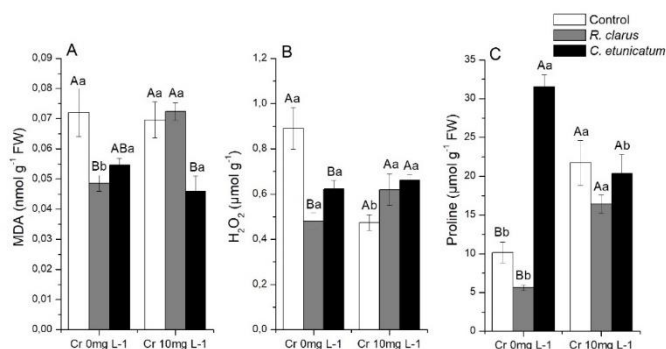 Control
R. clarus
C. etunicatum
A
MDA (nmol g-1 FW)
0,09
0,08
0,07
0,06
0,05
0,04
0,03
0,02
0,01
0,00
Aa
Bb
ABa
Aa
Aa
Ba
Cr 0mg L-1 Cr 10mg L-1
B
H2O2 (μmol g-1)
1,2
1,0
0,8
0,6
0,4
0,2
0,0
Aa
Ba
Ba
Ab
Aa
Aa
Cr 0mg L-1 Cr 10mg L-1
C
Proline (μmol g-1 FW)
35
30
25
20
15
10
5
0
Bb
Bb
Aa
Aa
Aa
Ab
Cr 0mg L-1 Cr 10mg L-1